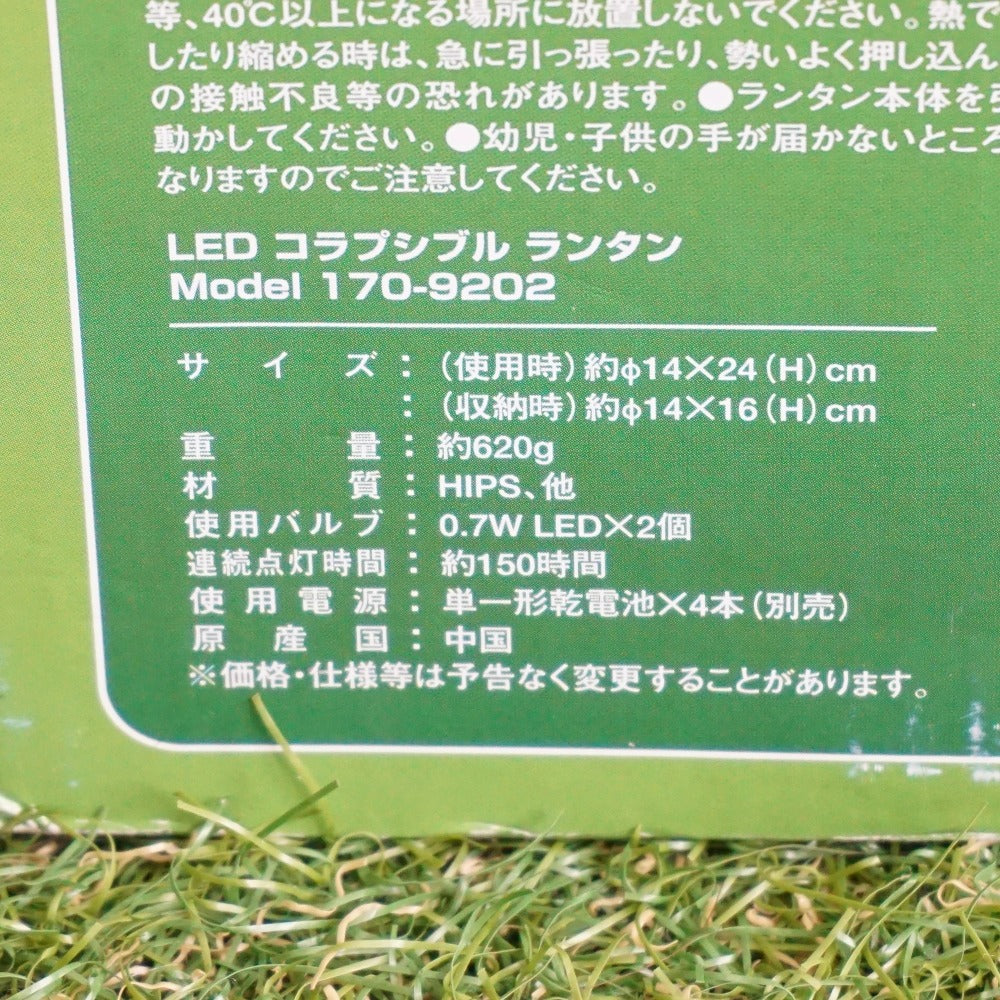 等、40℃以上になる場所に放置しないでください。熱で
したり縮める時は、急に引っ張ったり、勢いよく押し込ん
の接触不良等の恐れがあります。●ランタン本体を
動かしてください。●幼児・子供の手が届かないところ
なりますのでご注意してください。
LED コラプシブル ランタン
Model 170-9202
サイズ：（使用時）約φ14×24（H）cm
：（収納時）約φ14×16（H）cm
重量：約620g
材質：HIPS、他
使用バルブ：0.7W LED×2個
連続点灯時間：約150時間
使用電源：単一形乾電池×4本（別売）
原産国：中国
※価格・仕様等は予告なく変更することがあります。